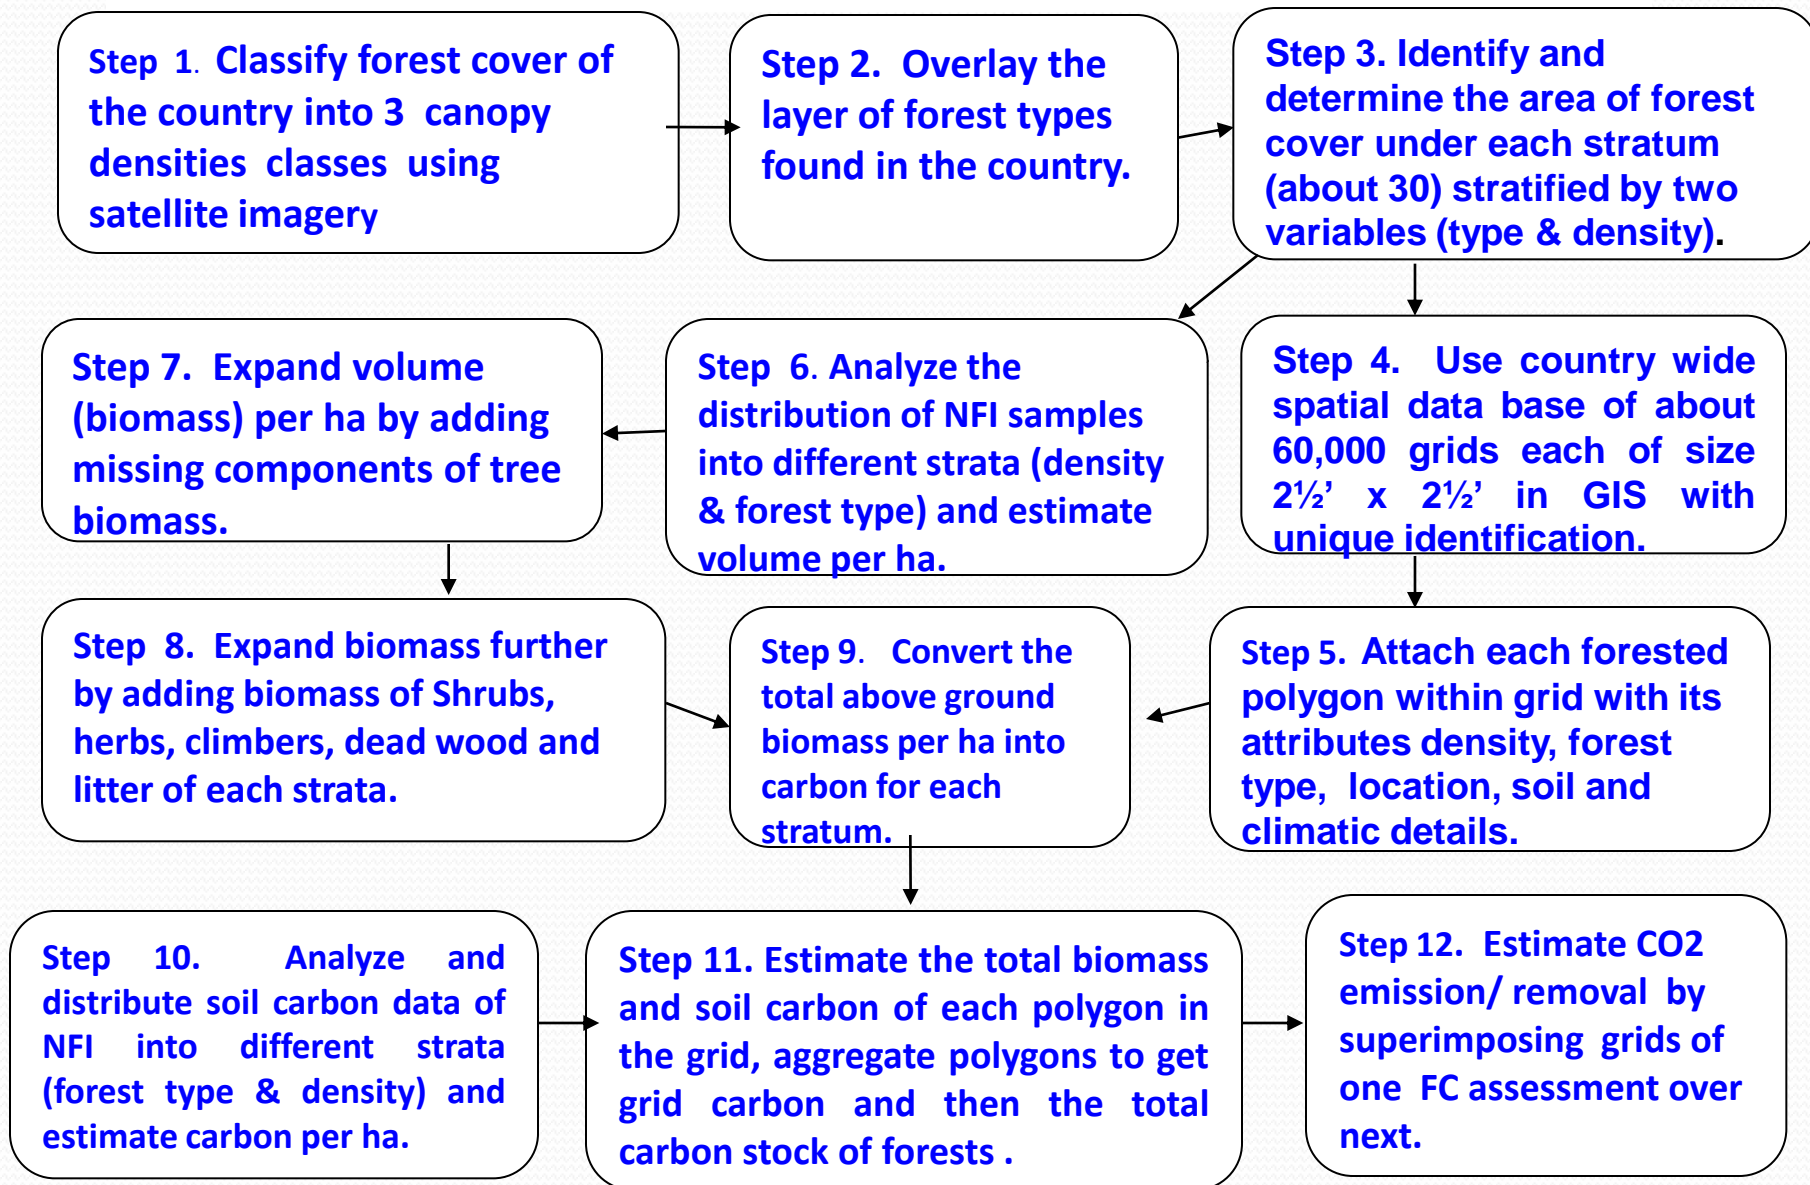 Step 1. Classify forest cover of
the country into 3 canopy
densities classes using
satellite imagery
Step 2. Overlay the
layer of forest types
found in the country.
Step 3. Identify and
determine the area of forest
cover under each stratum
(about 30) stratified by two
variables (type & density).
Step 4. Use country wide
spatial data base of about
60,000 grids each of size
2½’ x 2½’ in GIS with
unique identification.
Step 5. Attach each forested
polygon within grid with its
attributes density, forest
type, location, soil and
climatic details.
Step 6. Analyze the
distribution of NFI samples
into different strata (density
& forest type) and estimate
volume per ha.
Step 7. Expand volume
(biomass) per ha by adding
missing components of tree
biomass.
Step 8. Expand biomass further
by adding biomass of Shrubs,
herbs, climbers, dead wood and
litter of each strata.
Step 9. Convert the
total above ground
biomass per ha into
carbon for each
stratum.
Step 10. Analyze and
distribute soil carbon data of
NFI into different strata
(forest type & density) and
estimate carbon per ha.
Step 11. Estimate the total biomass
and soil carbon of each polygon in
the grid, aggregate polygons to get
grid carbon and then the total
carbon stock of forests .
Step 12. Estimate CO2
emission/ removal by
superimposing grids of
one FC assessment over
next.